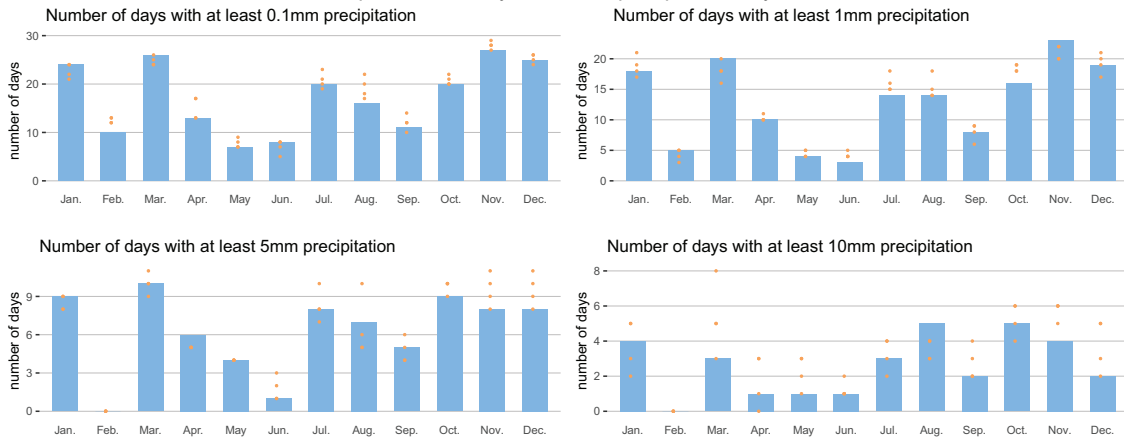 Number of days with at least 0.1mm precipitation
number of days
30
20
10
0
Jan. Feb. Mar. Apr. May Jun. Jul. Aug. Sep. Oct. Nov. Dec.
Number of days with at least 1mm precipitation
number of days
20
15
10
5
0
Jan. Feb. Mar. Apr. May Jun. Jul. Aug. Sep. Oct. Nov. Dec.
Number of days with at least 5mm precipitation
number of days
9
6
3
0
Jan. Feb. Mar. Apr. May Jun. Jul. Aug. Sep. Oct. Nov. Dec.
Number of days with at least 10mm precipitation
number of days
8
6
4
2
0
Jan. Feb. Mar. Apr. May Jun. Jul. Aug. Sep. Oct. Nov. Dec.